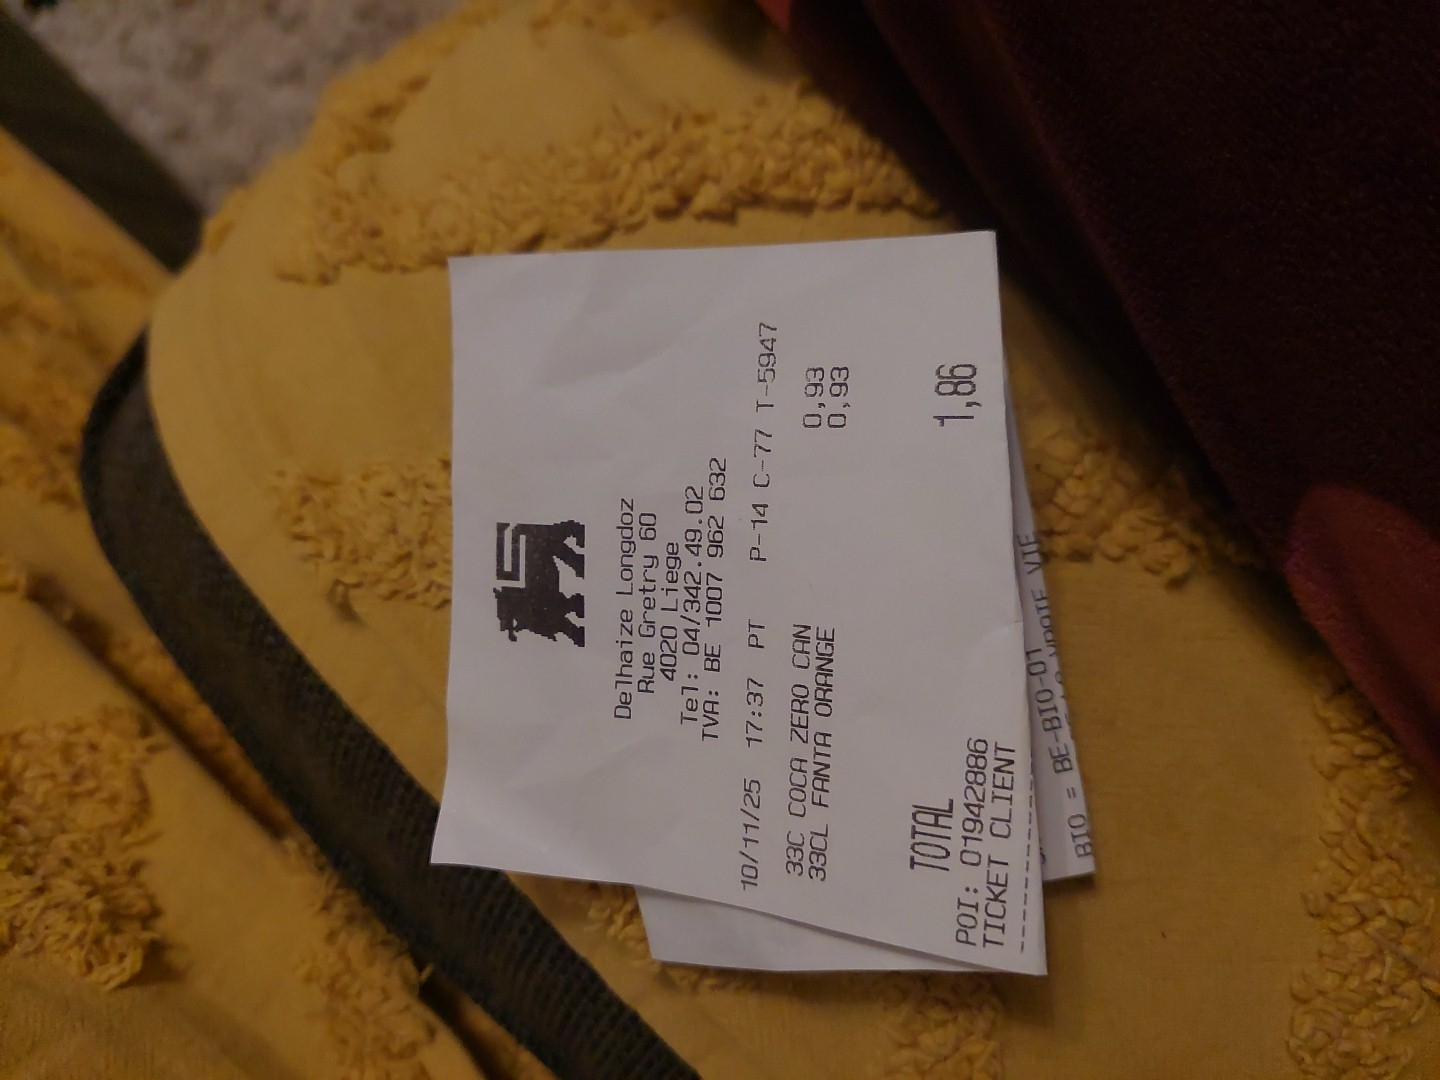 Delhaize Longdoz
Rue Gretry 60
4020 Liege
Tel: 04/342.49.02
TVA: BE 1007 962 632
10/11/25 17:37 PT P-14 C-77 T-5947
33C COCA ZERO CAN 0,93
33CL FANTA ORANGE 0,93
TOTAL 1,86
POI: 01942886
TICKET CLIENT
BE-BIO-01
BIO = VIE